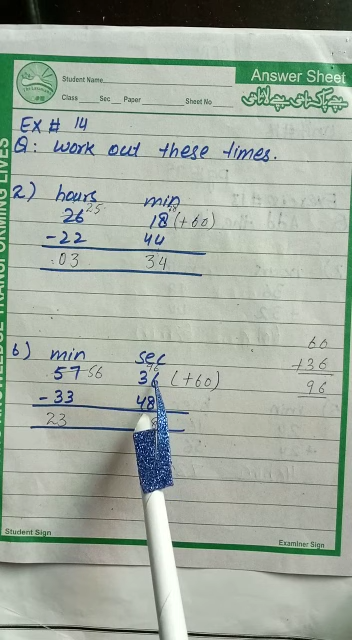 Answer Sheet
Student Name
Class Sec Paper Sheet No
EX # 14
Q: work out these times.
a) hours min
26 25 18 (+60)
-22 44
03 34
60
+36
96
b) min sec
57 56 36 (+60)
- 33 48
23
Student Sign
Examiner Sign